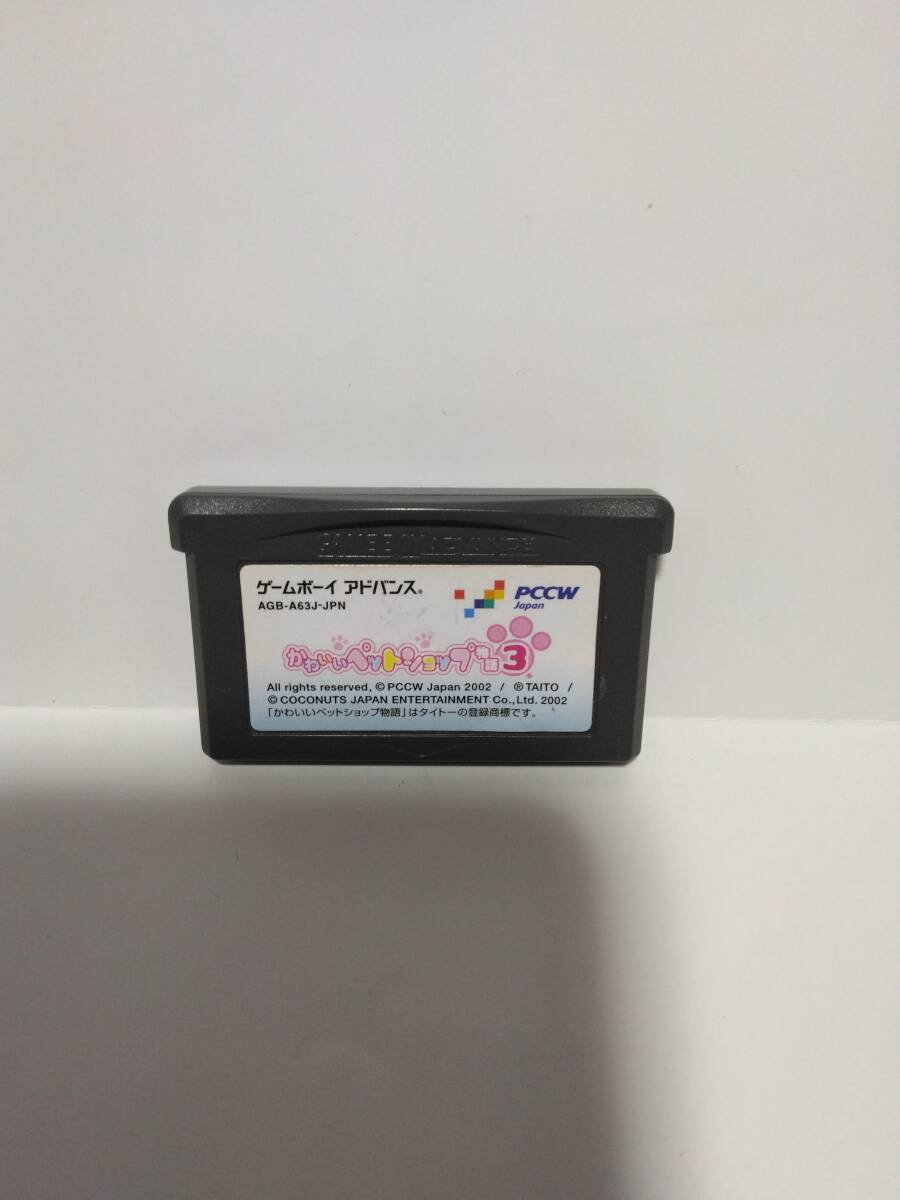 GAME BOY ADVANCE
ゲームボーイ アドバンス®
AGB-A63J-JPN
PCCW
Japan
かわいいペットショップ物語3
All rights reserved, © PCCW Japan 2002 / ® TAITO /
© COCONUTS JAPAN ENTERTAINMENT Co., Ltd. 2002
「かわいいペットショップ物語」はタイトーの登録商標です。